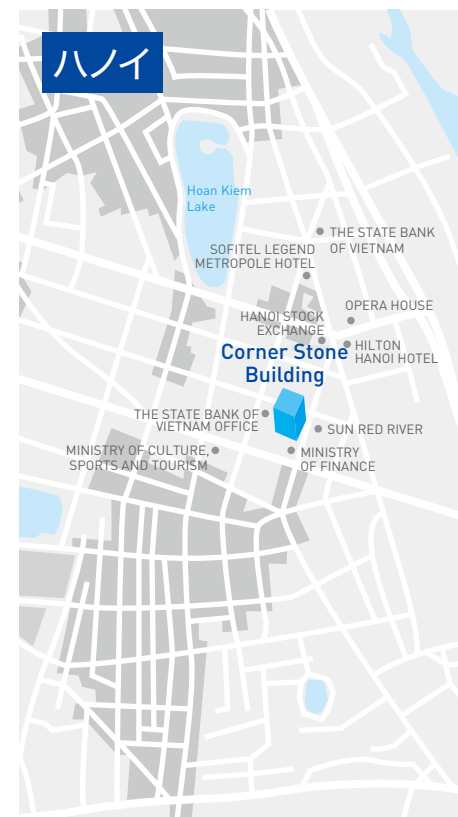 ハノイ
Hoan Kiem
Lake
THE STATE BANK
OF VIETNAM
SOFITEL LEGEND
METROPOLE HOTEL
OPERA HOUSE
HANOI STOCK
EXCHANGE
HILTON
HANOI HOTEL
Corner Stone
Building
THE STATE BANK OF
VIETNAM OFFICE
SUN RED RIVER
MINISTRY OF CULTURE,
SPORTS AND TOURISM
MINISTRY
OF FINANCE